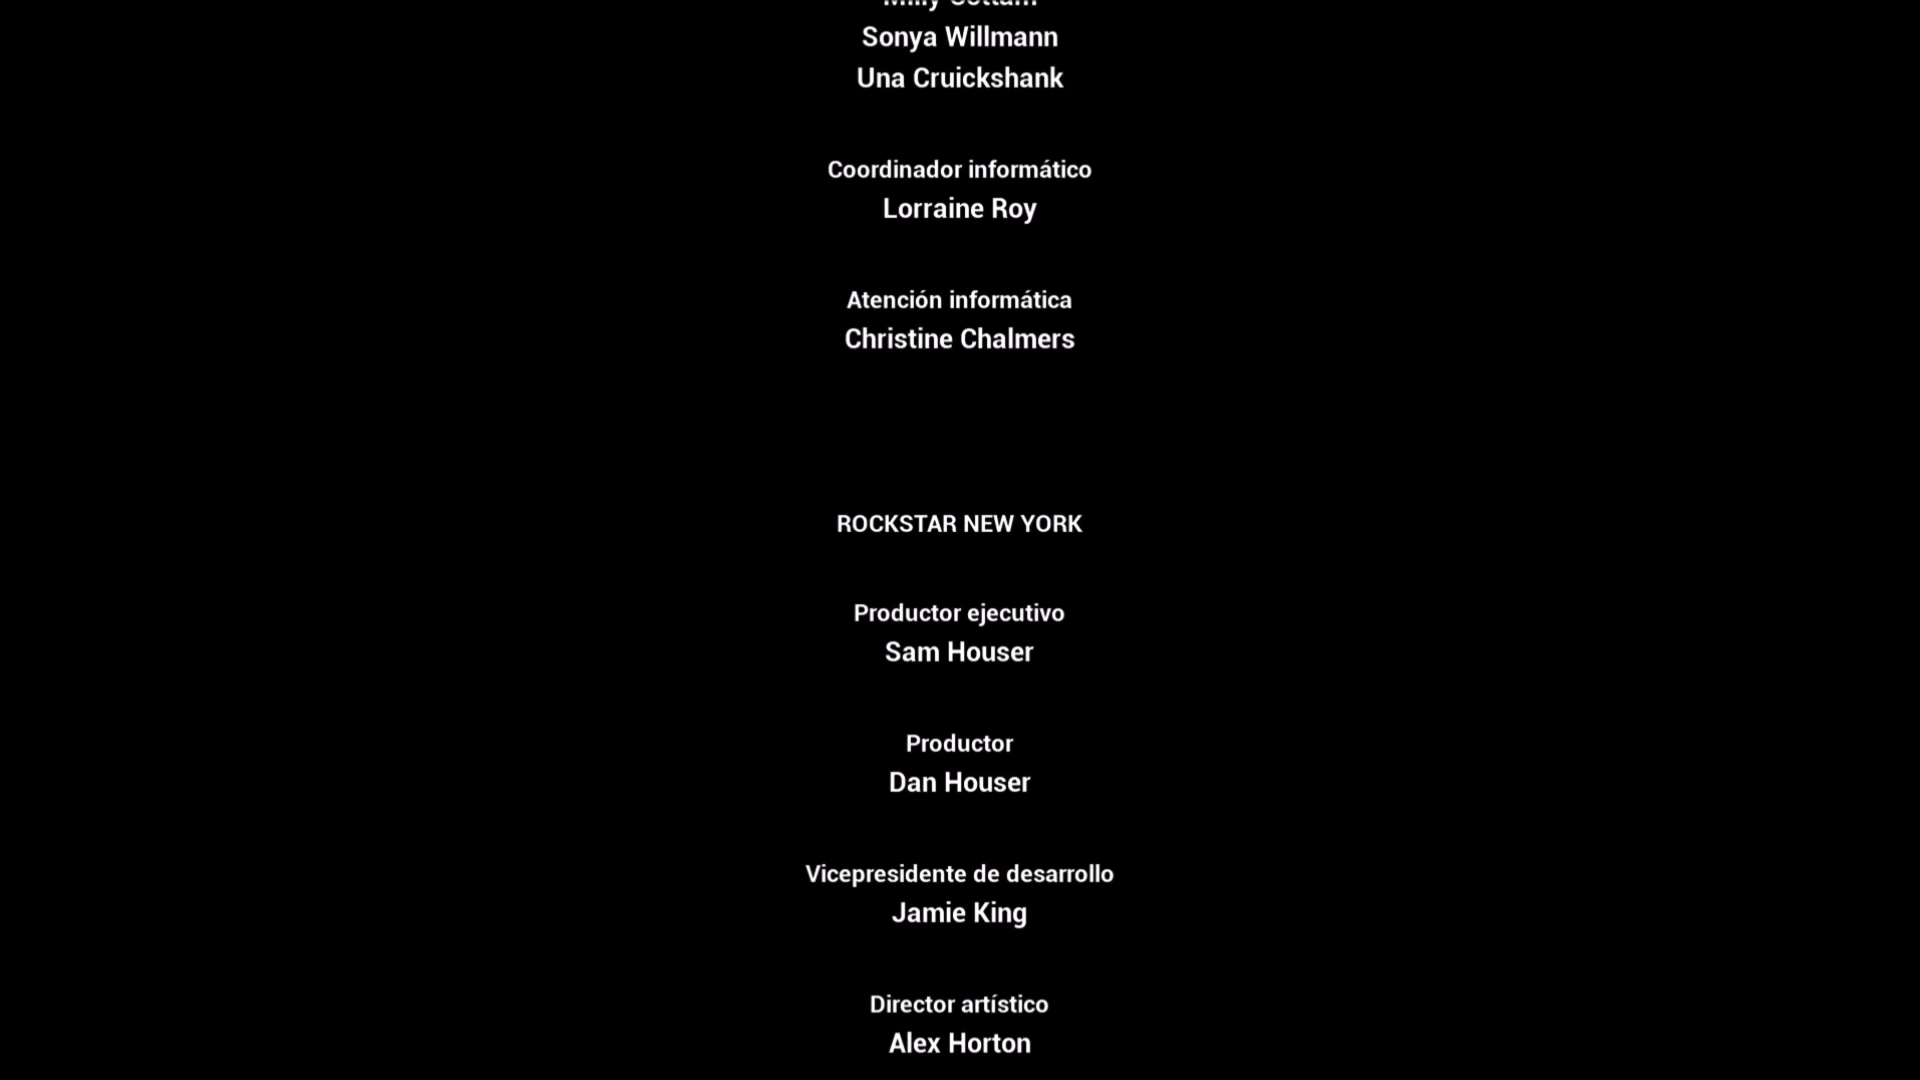 Sonya Willmann
Una Cruickshank
Coordinador informático
Lorraine Roy
Atención informática
Christine Chalmers
ROCKSTAR NEW YORK
Productor ejecutivo
Sam Houser
Productor
Dan Houser
Vicepresidente de desarrollo
Jamie King
Director artístico
Alex Horton